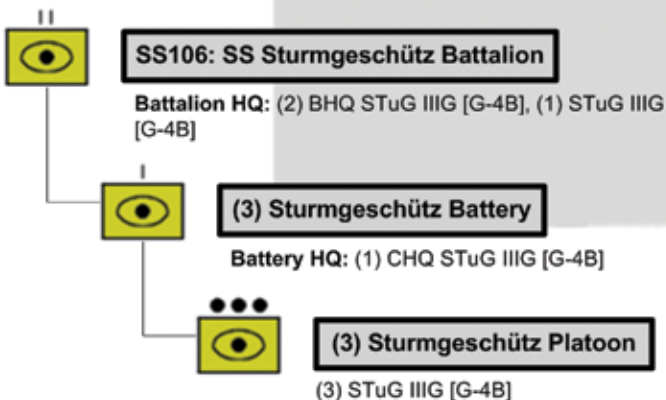 SS106: SS Sturmgeschütz Battalion
Battalion HQ: (2) BHQ STuG IIIG [G-4B], (1) STuG IIIG
[G-4B]
(3) Sturmgeschütz Battery
Battery HQ: (1) CHQ STuG IIIG [G-4B]
(3) Sturmgeschütz Platoon
(3) STuG IIIG [G-4B]